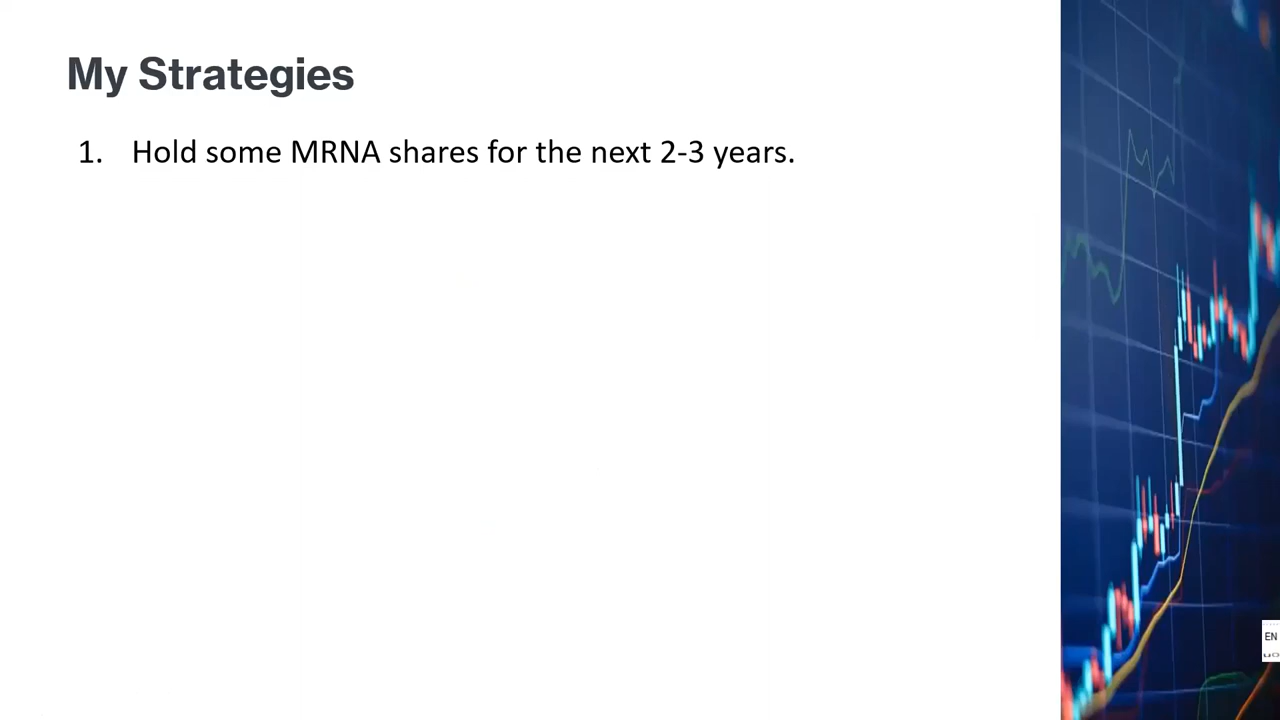 My Strategies
1. Hold some MRNA shares for the next 2-3 years.
EN